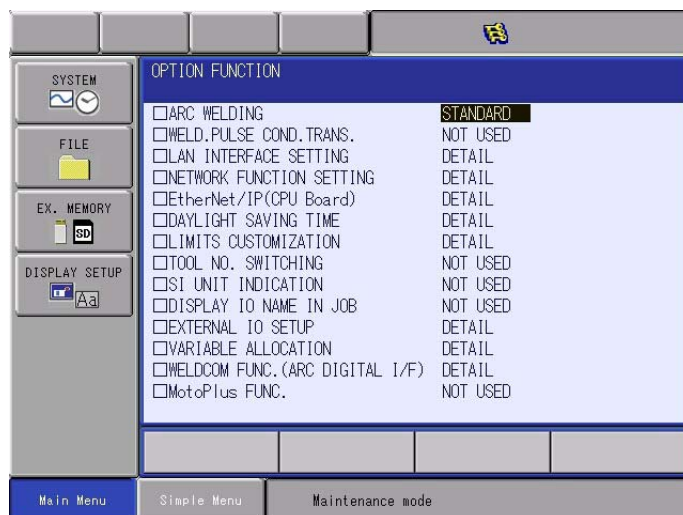 SYSTEM
FILE
EX. MEMORY
SD
DISPLAY SETUP
Aa
OPTION FUNCTION
□ARC WELDING STANDARD
□WELD.PULSE COND.TRANS. NOT USED
□LAN INTERFACE SETTING DETAIL
□NETWORK FUNCTION SETTING DETAIL
□EtherNet/IP(CPU Board) DETAIL
□DAYLIGHT SAVING TIME DETAIL
□LIMITS CUSTOMIZATION DETAIL
□TOOL NO. SWITCHING NOT USED
□SI UNIT INDICATION NOT USED
□DISPLAY IO NAME IN JOB NOT USED
□EXTERNAL IO SETUP DETAIL
□VARIABLE ALLOCATION DETAIL
□WELDCOM FUNC.(ARC DIGITAL I/F) DETAIL
□MotoPlus FUNC. NOT USED
Main Menu
Simple Menu
Maintenance mode